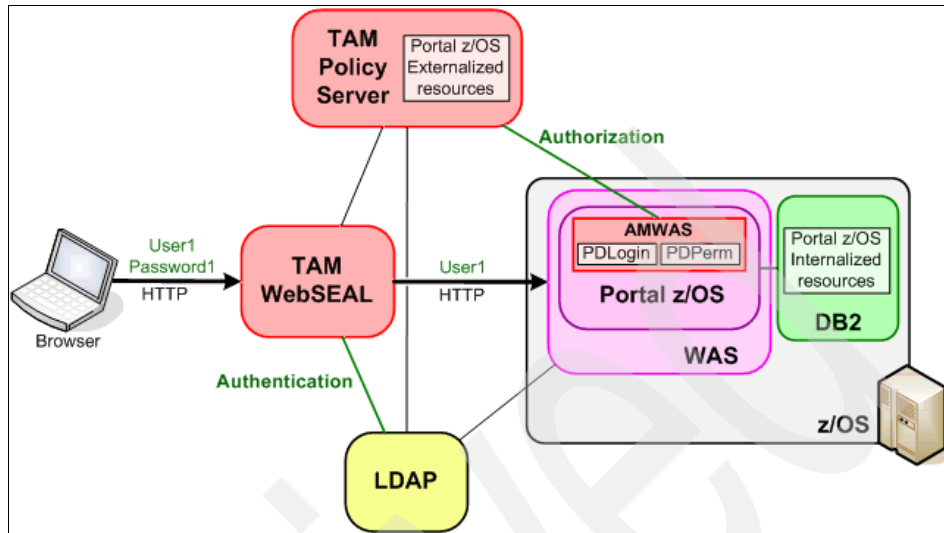 TAM
Policy
Server
Portal z/OS
Externalized
resources
Authorization
User1
Password1
HTTP
Browser
TAM
WebSEAL
User1
HTTP
AMWAS
PDLogin
PDPerm
Portal z/OS
WAS
Portal z/OS
Internalized
resources
DB2
z/OS
Authentication
LDAP